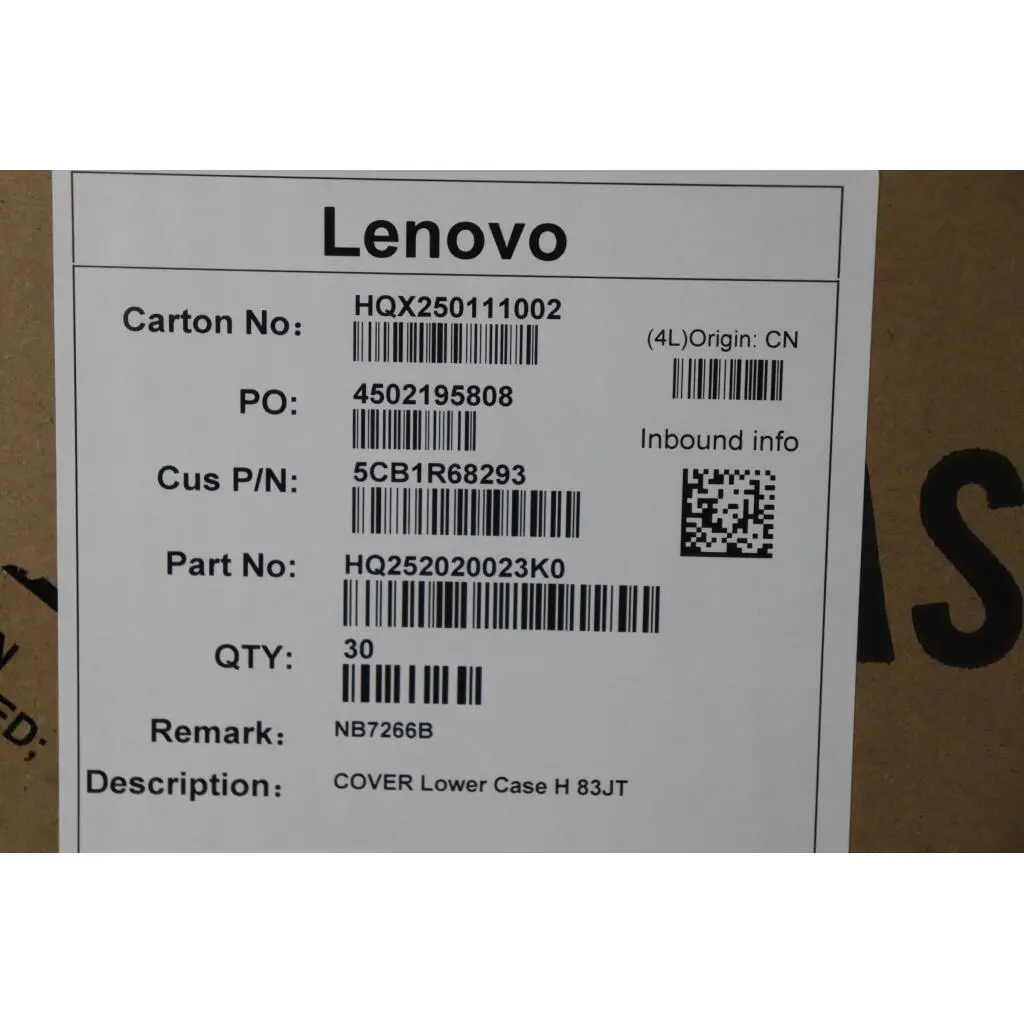 Lenovo
Carton No: HQX250111002
(4L)Origin: CN
PO: 4502195808
Inbound info
Cus P/N: 5CB1R68293
Part No: HQ252020023K0
QTY: 30
Remark: NB7266B
Description: COVER Lower Case H 83JT